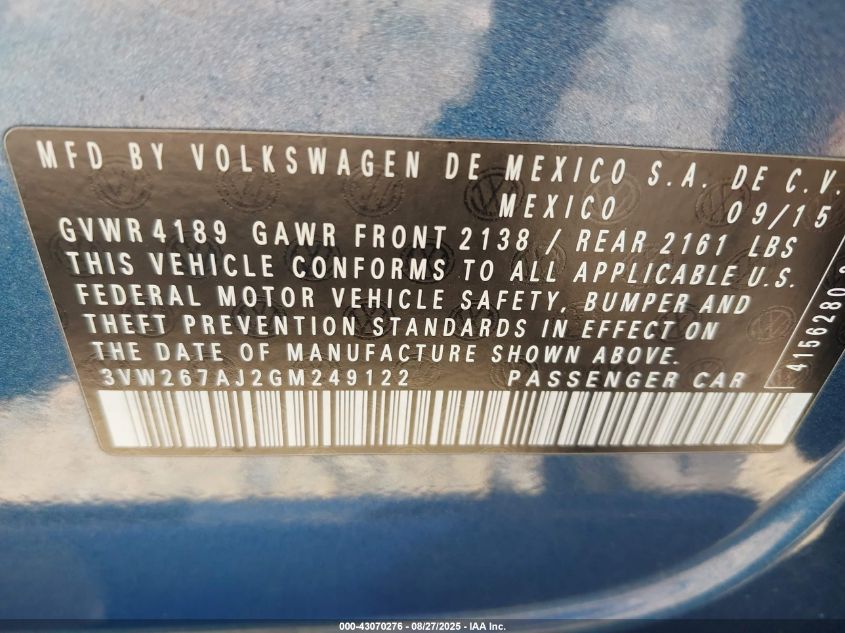 MFD BY VOLKSWAGEN DE MEXICO S.A. DE C.V.
MEXICO 09/15
GVWR 4189 GAWR FRONT 2138 / REAR 2161 LBS
THIS VEHICLE CONFORMS TO ALL APPLICABLE U.S.
FEDERAL MOTOR VEHICLE SAFETY, BUMPER AND
THEFT PREVENTION STANDARDS IN EFFECT ON
THE DATE OF MANUFACTURE SHOWN ABOVE.
3VW267AJ2GM249122 PASSENGER CAR
4156280
000-43070276 - 08/27/2025 - IAA Inc.